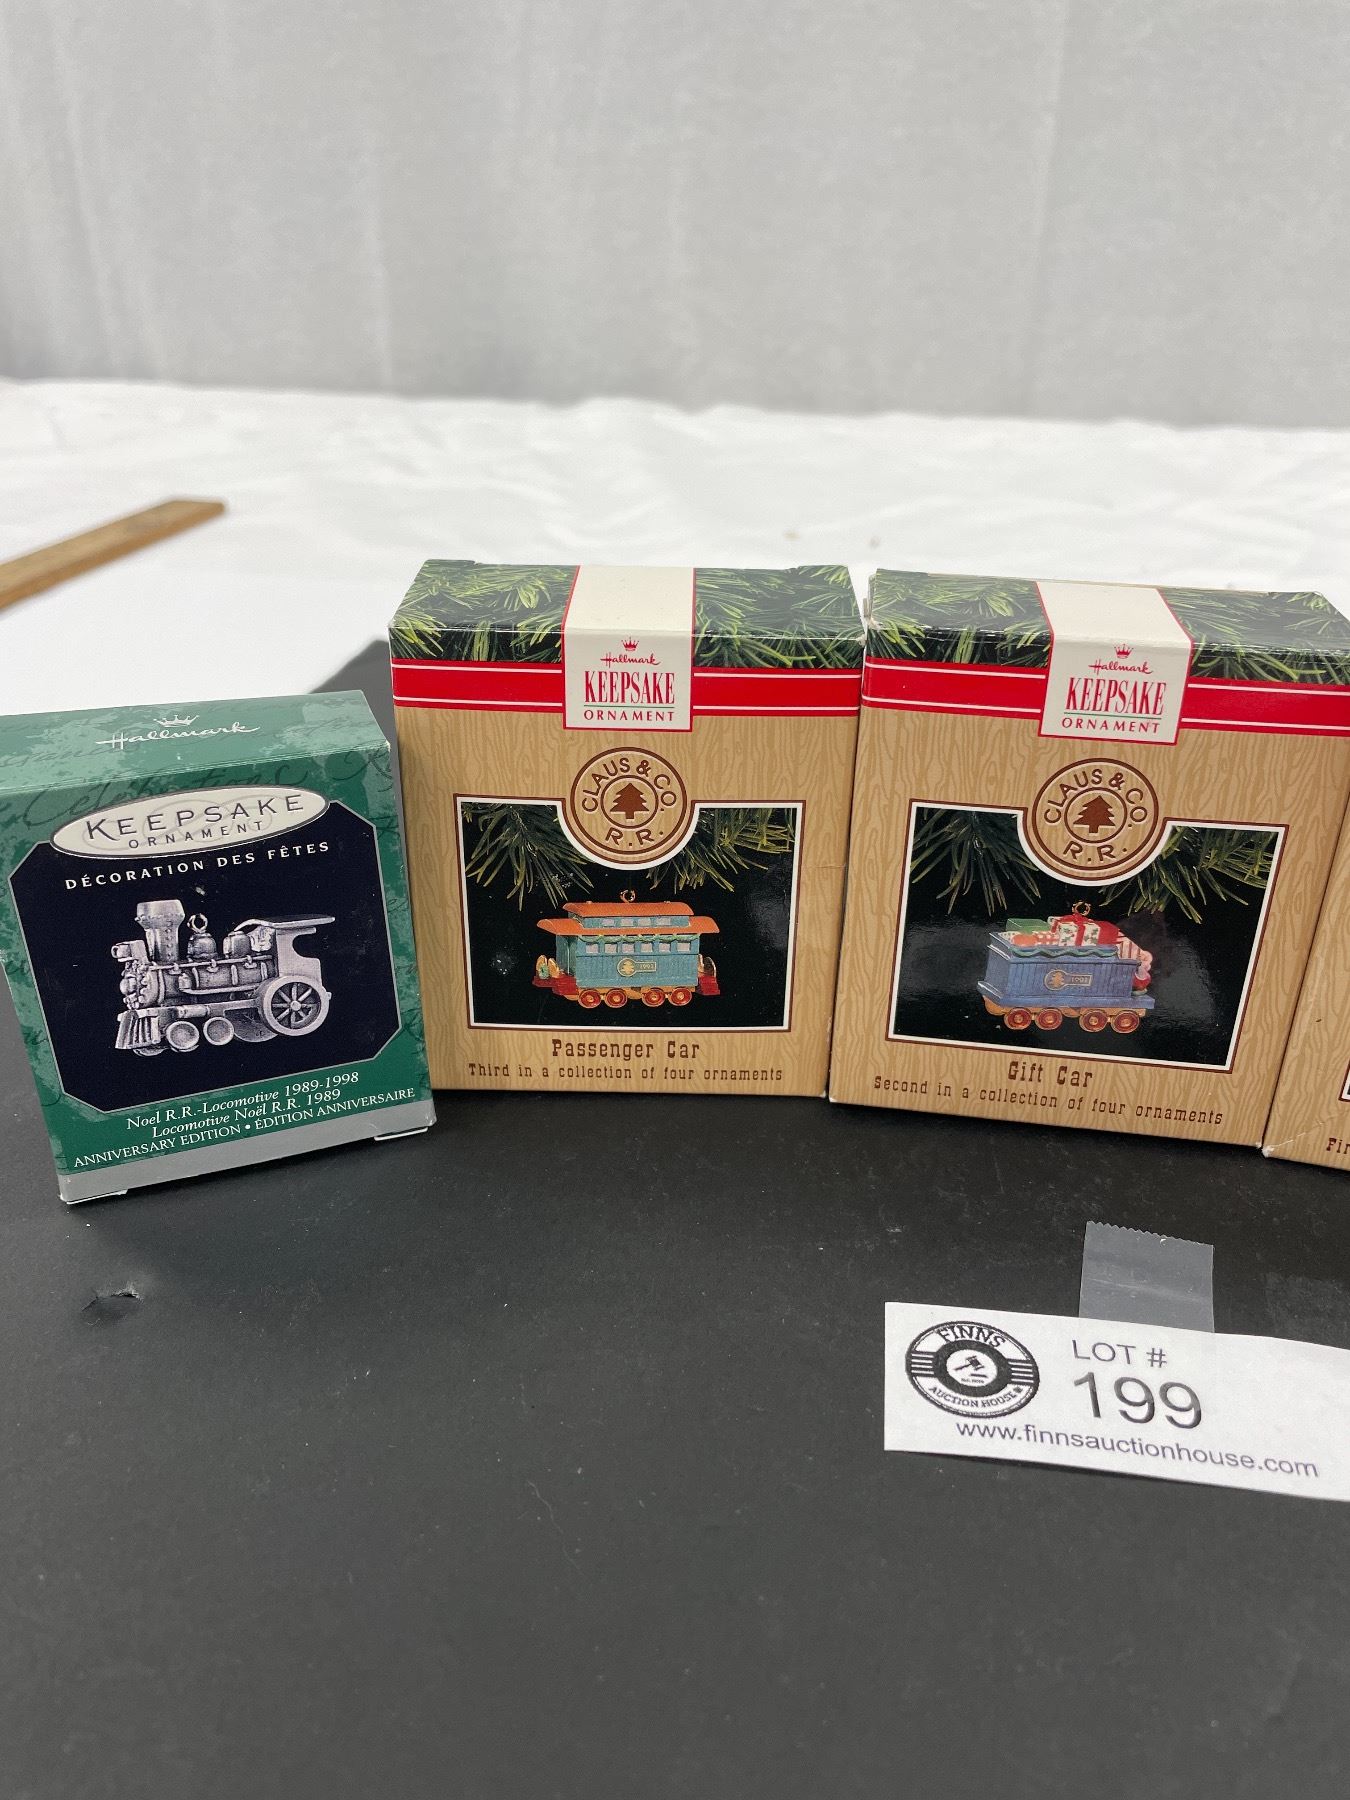 Hallmark
KEEPSAKE
ORNAMENT
DÉCORATION DES FÊTES
Noel R.R.-Locomotive 1989-1998
Locomotive Noël R.R. 1989
ANNIVERSARY EDITION • ÉDITION ANNIVERSAIRE
Hallmark
KEEPSAKE
ORNAMENT
CLAUS & CO.
R.R.
Passenger Car
Third in a collection of four ornaments
Hallmark
KEEPSAKE
ORNAMENT
CLAUS & CO.
R.R.
1991
Gift Car
Second in a collection of four ornaments
Fir
FINNS
AUCTION HOUSE
LOT #
199
www.finnsauctionhouse.com